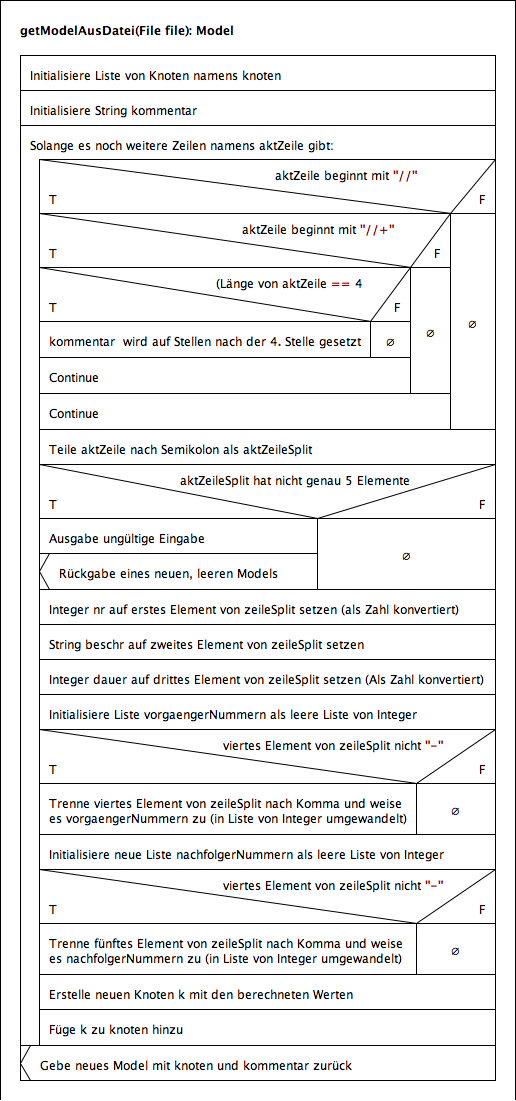 getModelAusDatei(File file): Model
Initialisiere Liste von Knoten namens knoten
Initialisiere String kommentar
Solange es noch weitere Zeilen namens aktZeile gibt:
aktZeile beginnt mit "//"
T
F
aktZeile beginnt mit "//+"
T
F
(Länge von aktZeile == 4
T
F
kommentar wird auf Stellen nach der 4. Stelle gesetzt
∅
∅
∅
Continue
Continue
Teile aktZeile nach Semikolon als aktZeileSplit
aktZeileSplit hat nicht genau 5 Elemente
T
F
Ausgabe ungültige Eingabe
∅
Rückgabe eines neuen, leeren Models
Integer nr auf erstes Element von zeileSplit setzen (als Zahl konvertiert)
String beschr auf zweites Element von zeileSplit setzen
Integer dauer auf drittes Element von zeileSplit setzen (Als Zahl konvertiert)
Initialisiere Liste vorgaengerNummern als leere Liste von Integer
viertes Element von zeileSplit nicht "-"
T
F
Trenne viertes Element von zeileSplit nach Komma und weise
es vorgaengerNummern zu (in Liste von Integer umgewandelt)
∅
Initialisiere neue Liste nachfolgerNummern als leere Liste von Integer
viertes Element von zeileSplit nicht "-"
T
F
Trenne fünftes Element von zeileSplit nach Komma und weise
es nachfolgerNummern zu (in Liste von Integer umgewandelt)
∅
Erstelle neuen Knoten k mit den berechneten Werten
Füge k zu knoten hinzu
Gebe neues Model mit knoten und kommentar zurück